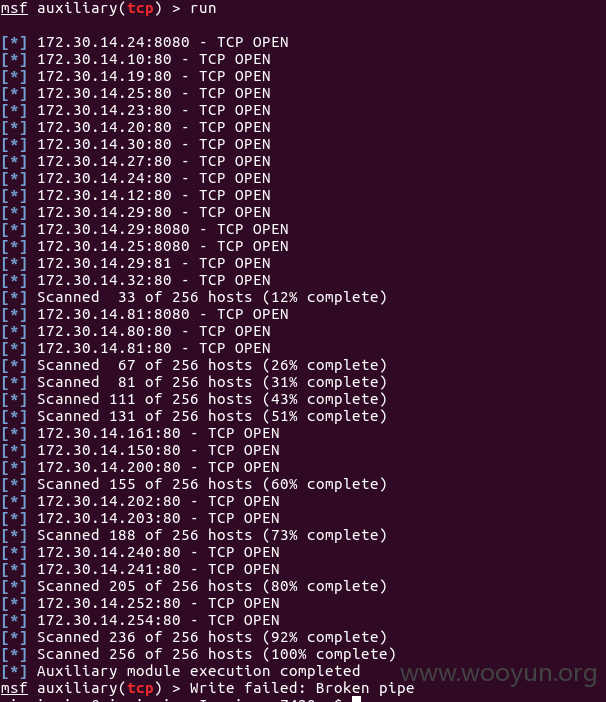 msf auxiliary(tcp) > run
[*] 172.30.14.24:8080 - TCP OPEN
[*] 172.30.14.10:80 - TCP OPEN
[*] 172.30.14.19:80 - TCP OPEN
[*] 172.30.14.25:80 - TCP OPEN
[*] 172.30.14.23:80 - TCP OPEN
[*] 172.30.14.20:80 - TCP OPEN
[*] 172.30.14.30:80 - TCP OPEN
[*] 172.30.14.27:80 - TCP OPEN
[*] 172.30.14.24:80 - TCP OPEN
[*] 172.30.14.12:80 - TCP OPEN
[*] 172.30.14.29:80 - TCP OPEN
[*] 172.30.14.29:8080 - TCP OPEN
[*] 172.30.14.25:8080 - TCP OPEN
[*] 172.30.14.29:81 - TCP OPEN
[*] 172.30.14.32:80 - TCP OPEN
[*] Scanned  33 of 256 hosts (12% complete)
[*] 172.30.14.81:8080 - TCP OPEN
[*] 172.30.14.80:80 - TCP OPEN
[*] 172.30.14.81:80 - TCP OPEN
[*] Scanned  67 of 256 hosts (26% complete)
[*] Scanned  81 of 256 hosts (31% complete)
[*] Scanned 111 of 256 hosts (43% complete)
[*] Scanned 131 of 256 hosts (51% complete)
[*] 172.30.14.161:80 - TCP OPEN
[*] 172.30.14.150:80 - TCP OPEN
[*] 172.30.14.200:80 - TCP OPEN
[*] Scanned 155 of 256 hosts (60% complete)
[*] 172.30.14.202:80 - TCP OPEN
[*] 172.30.14.203:80 - TCP OPEN
[*] Scanned 188 of 256 hosts (73% complete)
[*] 172.30.14.240:80 - TCP OPEN
[*] 172.30.14.241:80 - TCP OPEN
[*] Scanned 205 of 256 hosts (80% complete)
[*] 172.30.14.252:80 - TCP OPEN
[*] 172.30.14.254:80 - TCP OPEN
[*] Scanned 236 of 256 hosts (92% complete)
[*] Scanned 256 of 256 hosts (100% complete)
[*] Auxiliary module execution completed
www.wooyun.org
msf auxiliary(tcp) > Write failed: Broken pipe